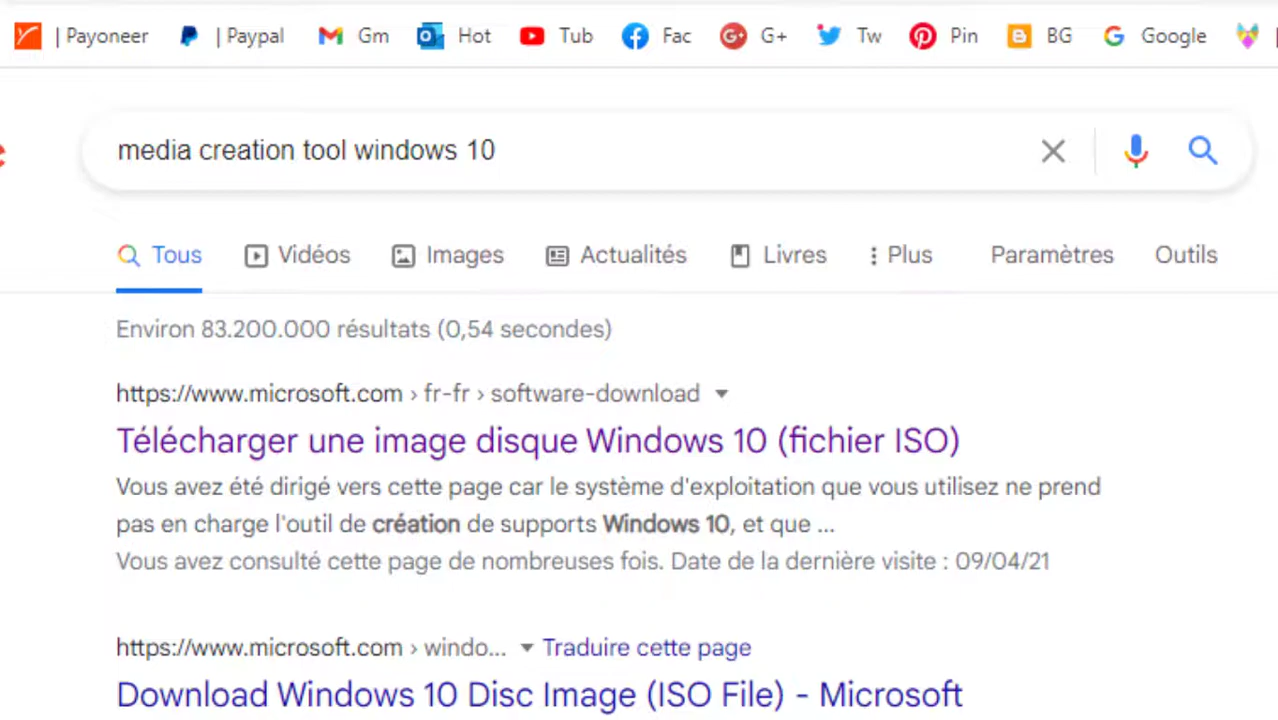 | Payoneer | Paypal Gm Hot Tub Fac G+ Tw Pin BG Google
media creation tool windows 10
Tous Vidéos Images Actualités Livres Plus Paramètres Outils
Environ 83.200.000 résultats (0,54 secondes)
https://www.microsoft.com › fr-fr › software-download
Télécharger une image disque Windows 10 (fichier ISO)
Vous avez été dirigé vers cette page car le système d'exploitation que vous utilisez ne prend
pas en charge l'outil de création de supports Windows 10, et que ...
Vous avez consulté cette page de nombreuses fois. Date de la dernière visite : 09/04/21
https://www.microsoft.com › windo... Traduire cette page
Download Windows 10 Disc Image (ISO File) - Microsoft